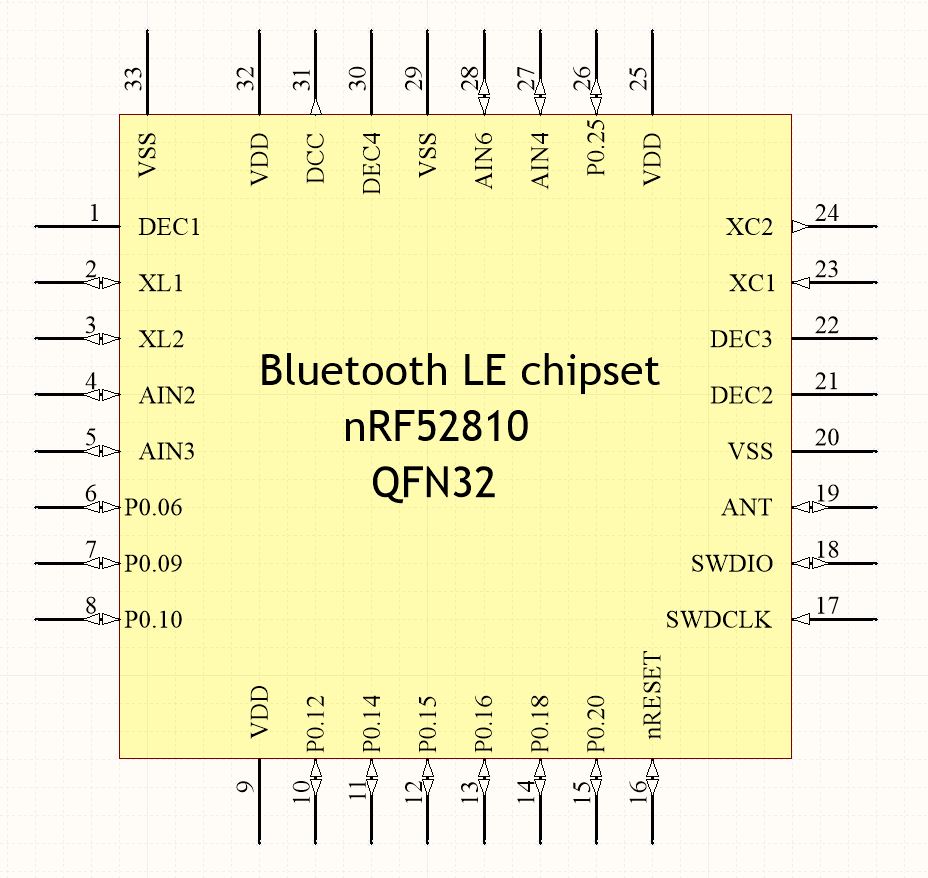 33 32 31 30 29 28 27 26 25
VSS VDD DCC DEC4 VSS AIN6 AIN4 P0.25 VDD
1 DEC1 XC2 24
2 XL1 XC1 23
3 XL2 DEC3 22
4 AIN2 DEC2 21
5 AIN3 VSS 20
6 P0.06 ANT 19
7 P0.09 SWDIO 18
8 P0.10 SWDCLK 17
Bluetooth LE chipset
nRF52810
QFN32
VDD P0.12 P0.14 P0.15 P0.16 P0.18 P0.20 nRESET
9 10 11 12 13 14 15 16